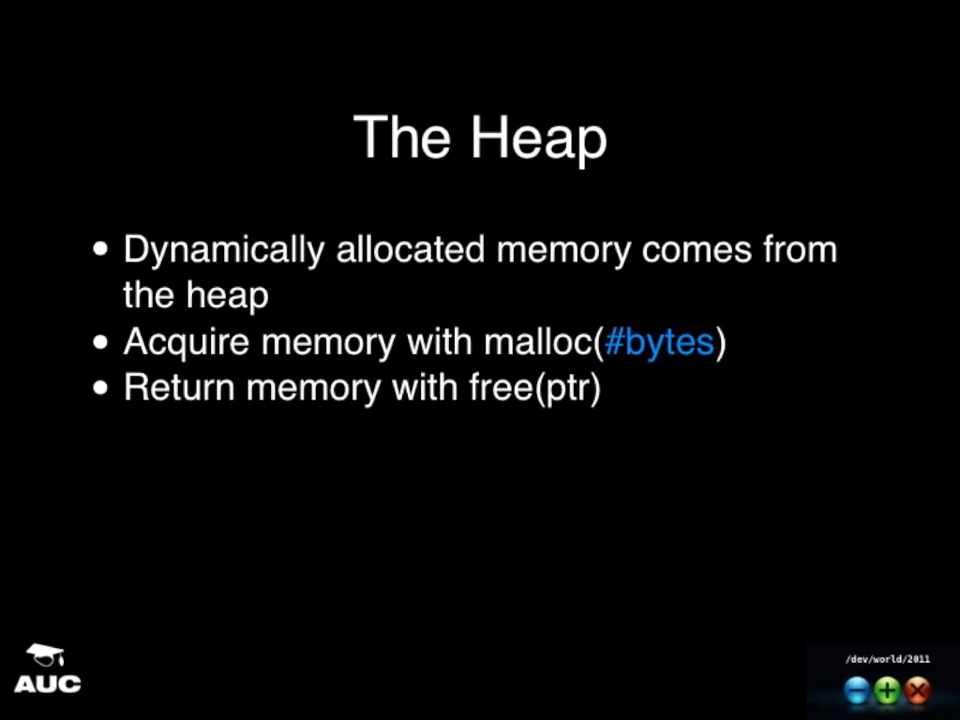 The Heap
• Dynamically allocated memory comes from
the heap
• Acquire memory with malloc(#bytes)
• Return memory with free(ptr)
AUC
/dev/world/2011